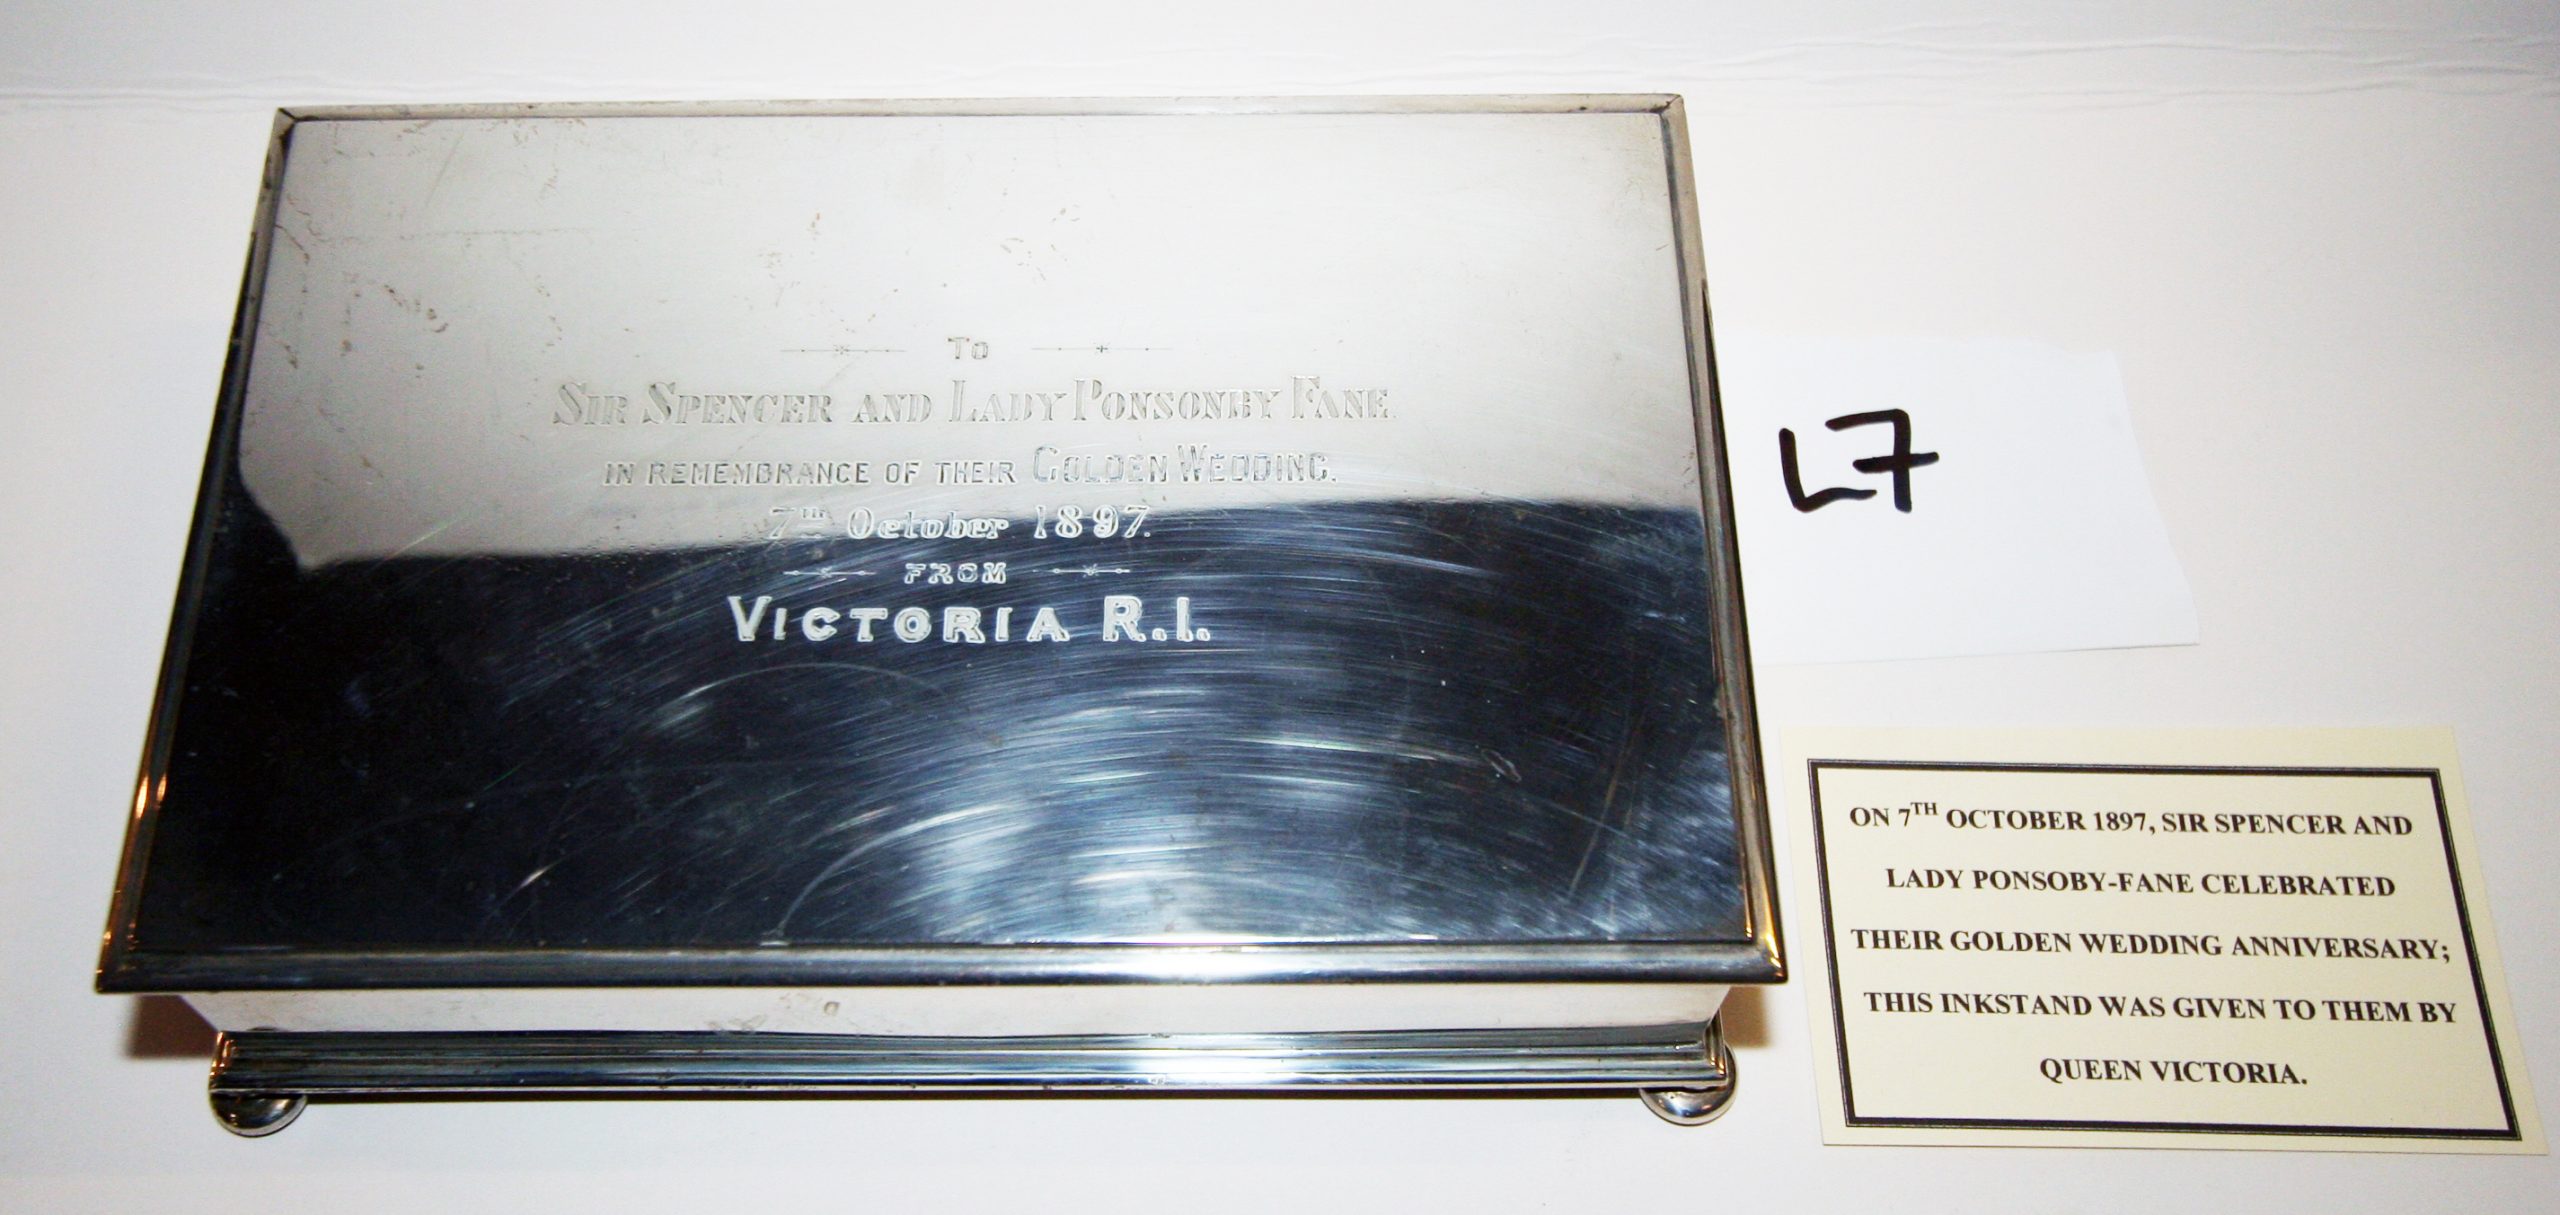 To
Sir Spencer and Lady Ponsonby Fane.
in remembrance of their Golden Wedding.
7th October 1897.
FROM
Victoria R.I.
L7
ON 7TH OCTOBER 1897, SIR SPENCER AND
LADY PONSOBY-FANE CELEBRATED
THEIR GOLDEN WEDDING ANNIVERSARY;
THIS INKSTAND WAS GIVEN TO THEM BY
QUEEN VICTORIA.